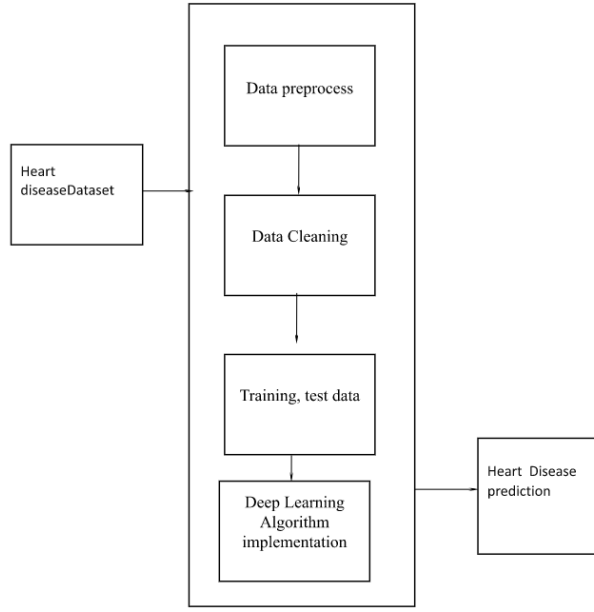 Data preprocess
Heart
diseaseDataset
Data Cleaning
Training, test data
Heart Disease
prediction
Deep Learning
Algorithm
implementation